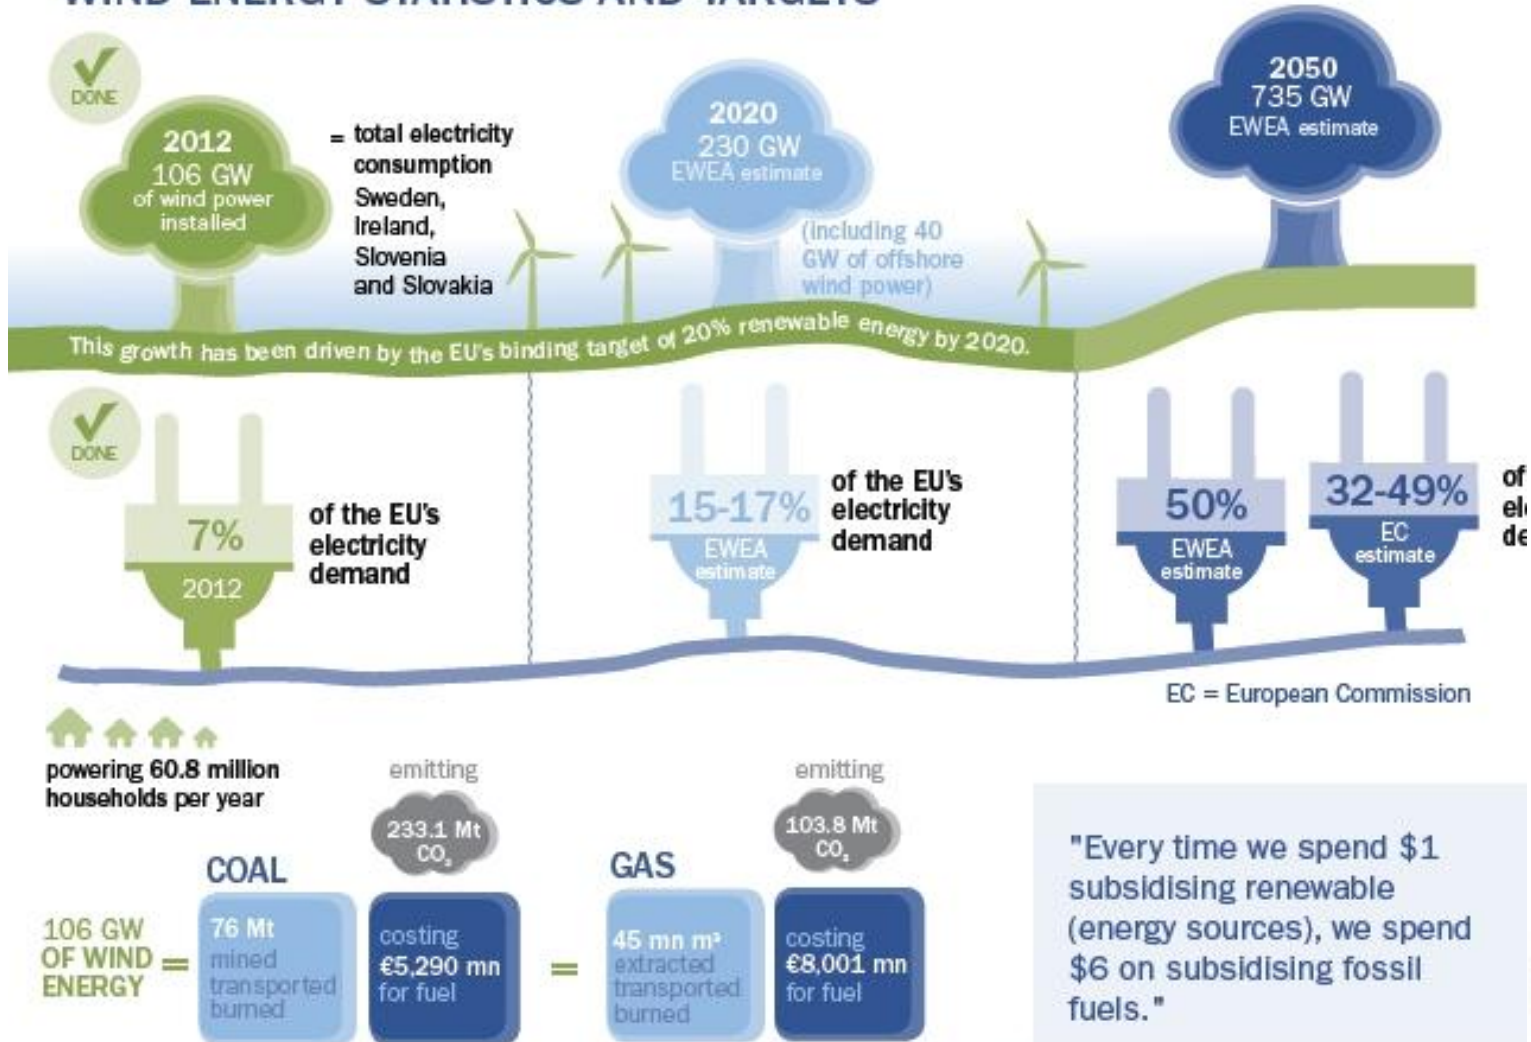 WIND ENERGY STATISTICS AND TARGETS
DONE
2012
106 GW
of wind power
installed
= total electricity
consumption
Sweden,
Ireland,
Slovenia
and Slovakia
2020
230 GW
EWEA estimate
(including 40
GW of offshore
wind power)
2050
735 GW
EWEA estimate
This growth has been driven by the EU's binding target of 20% renewable energy by 2020.
DONE
7%
2012
of the EU's
electricity
demand
15-17%
EWEA
estimate
of the EU's
electricity
demand
50%
EWEA
estimate
32-49%
EC
estimate
of
EC = European Commission
powering 60.8 million
households per year
emitting
233.1 Mt
CO₂
emitting
103.8 Mt
CO₂
106 GW
OF WIND
ENERGY
=
COAL
76 Mt
mined
transported
burned
costing
€5,290 mn
for fuel
=
GAS
45 mn m³
extracted
transported
burned
costing
€8,001 mn
for fuel
"Every time we spend $1
subsidising renewable
(energy sources), we spend
$6 on subsidising fossil
fuels."